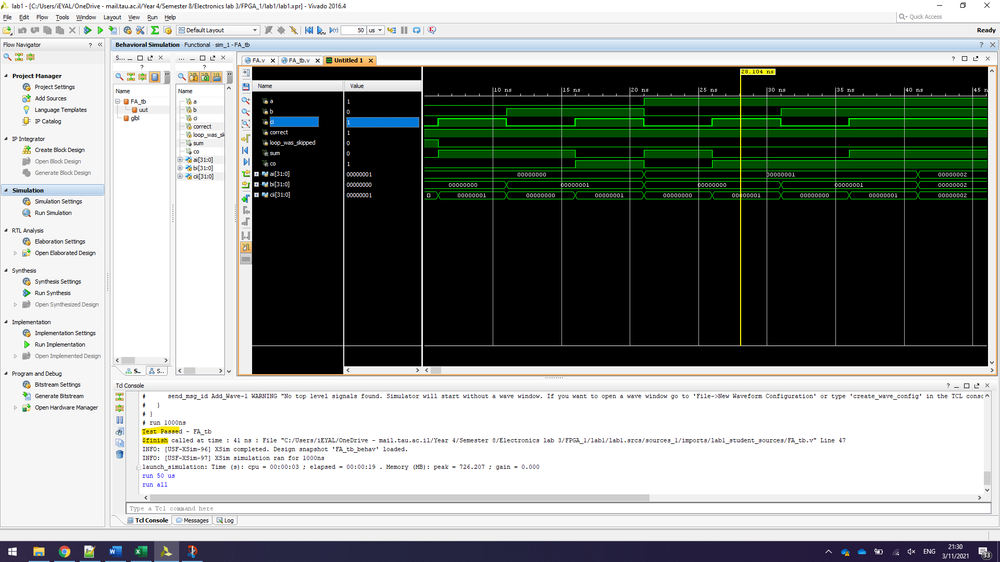 lab1 - [C:/Users/iEYAL/OneDrive - mail.tau.ac.il/Year 4/Semester 8/Electronics lab 3/FPGA_1/lab1/lab1.xpr] - Vivado 2016.4
File Edit Flow Tools Window Layout View Run Help
Quick Access
Default Layout
50 us
Ready
Flow Navigator
Project Manager
Project Settings
Add Sources
Language Templates
IP Catalog
IP Integrator
Create Block Design
Open Block Design
Generate Block Design
Simulation
Simulation Settings
Run Simulation
RTL Analysis
Elaboration Settings
Open Elaborated Design
Synthesis
Synthesis Settings
Run Synthesis
Open Synthesized Design
Implementation
Implementation Settings
Run Implementation
Open Implemented Design
Program and Debug
Bitstream Settings
Generate Bitstream
Open Hardware Manager
Behavioral Simulation - Functional - sim_1 - FA_tb
S...
Name
FA_tb
uut
glbl
S..
S..
...
Name
a
b
ci
correct
loop_was_sk
sum
co
ai[31:0]
bi[31:0]
cii[31:0]
FA.v
FA_tb.v
Untitled 1
Name Value
a 1
b 0
ci 1
correct 1
loop_was_skipped 0
sum 0
co 1
ai[31:0] 00000001
bi[31:0] 00000000
cii[31:0] 00000001
28.104 ns
10 ns 15 ns 20 ns 25 ns 30 ns 35 ns 40 ns 45 n
00000000 00000001 00000002
00000000 00000001 00000000 00000001 00000002
00000001 00000000 00000001 00000000 00000001 00000000 00000001 00000002
Tcl Console
# send_msg_id Add_Wave-1 WARNING "No top level signals found. Simulator will start without a wave window. If you want to open a wave window go to 'File->New Waveform Configuration' or type 'create_wave_config' in the TCL conso
# }
# }
# run 1000ns
Test Passed - FA_tb
$finish called at time : 41 ns : File "C:/Users/iEYAL/OneDrive - mail.tau.ac.il/Year 4/Semester 8/Electronics lab 3/FPGA_1/lab1/lab1.srcs/sources_1/imports/lab1_student_sources/FA_tb.v" Line 47
INFO: [USF-XSim-96] XSim completed. Design snapshot 'FA_tb_behav' loaded.
INFO: [USF-XSim-97] XSim simulation ran for 1000ns
launch_simulation: Time (s): cpu = 00:00:03 ; elapsed = 00:00:19 . Memory (MB): peak = 726.207 ; gain = 0.000
run 50 us
run all
Type a Tcl command here
Tcl Console Messages Log
ENG
21:30
3/11/2021
33